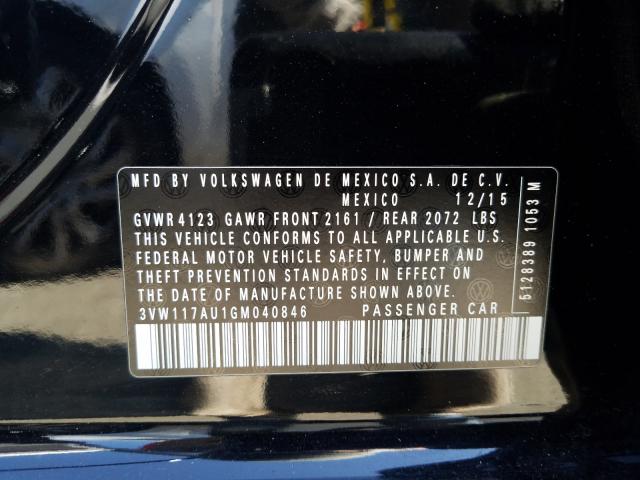 MFD BY VOLKSWAGEN DE MEXICO S.A. DE C.V.
MEXICO 12/15
GVWR 4123 GAWR FRONT 2161 / REAR 2072 LBS
THIS VEHICLE CONFORMS TO ALL APPLICABLE U.S.
FEDERAL MOTOR VEHICLE SAFETY, BUMPER AND
THEFT PREVENTION STANDARDS IN EFFECT ON
THE DATE OF MANUFACTURE SHOWN ABOVE.
3VW117AU1GM040846 PASSENGER CAR
5128389 1053 M